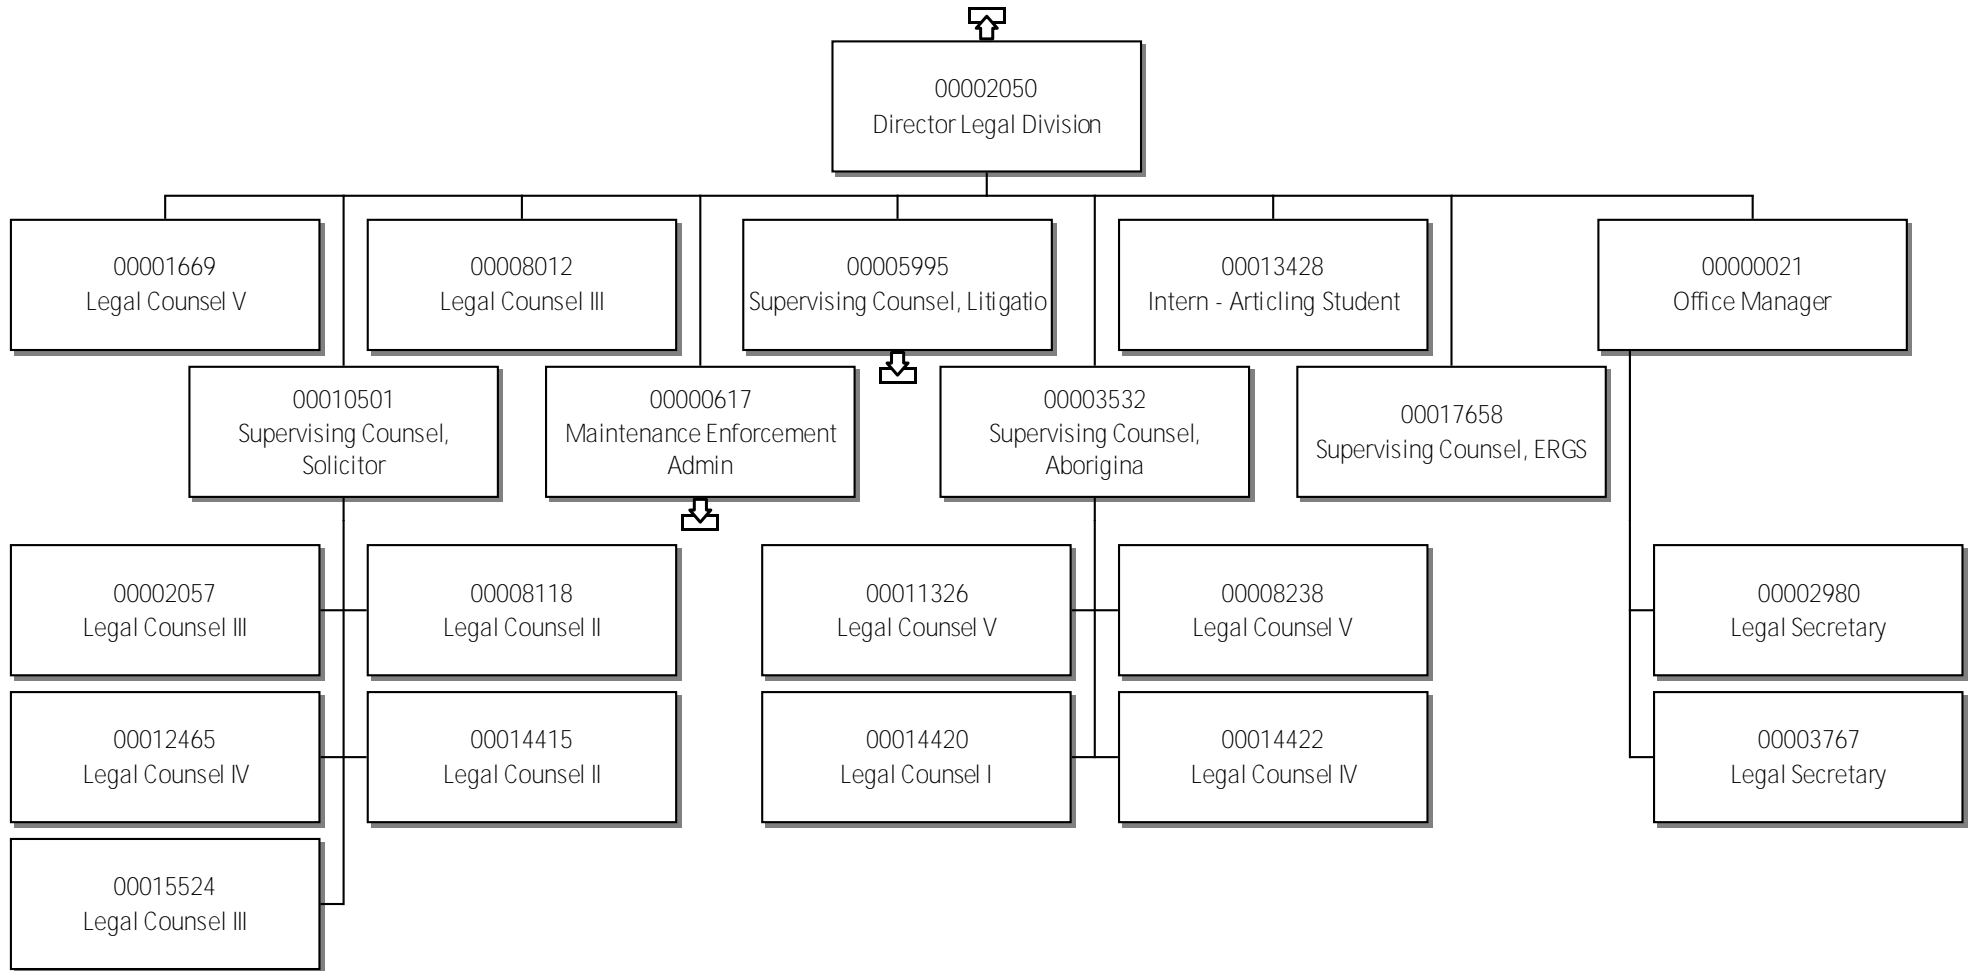 00002050
Director Legal Division
00001669
Legal Counsel V
00008012
Legal Counsel III
00005995
Supervising Counsel, Litigatio
00013428
Intern - Articling Student
00000021
Office Manager
00010501
Supervising Counsel,
Solicitor
00000617
Maintenance Enforcement
Admin
00003532
Supervising Counsel,
Aborigina
00017658
Supervising Counsel, ERGS
00002057
Legal Counsel III
00008118
Legal Counsel II
00011326
Legal Counsel V
00008238
Legal Counsel V
00002980
Legal Secretary
00012465
Legal Counsel IV
00014415
Legal Counsel II
00014420
Legal Counsel I
00014422
Legal Counsel IV
00003767
Legal Secretary
00015524
Legal Counsel III